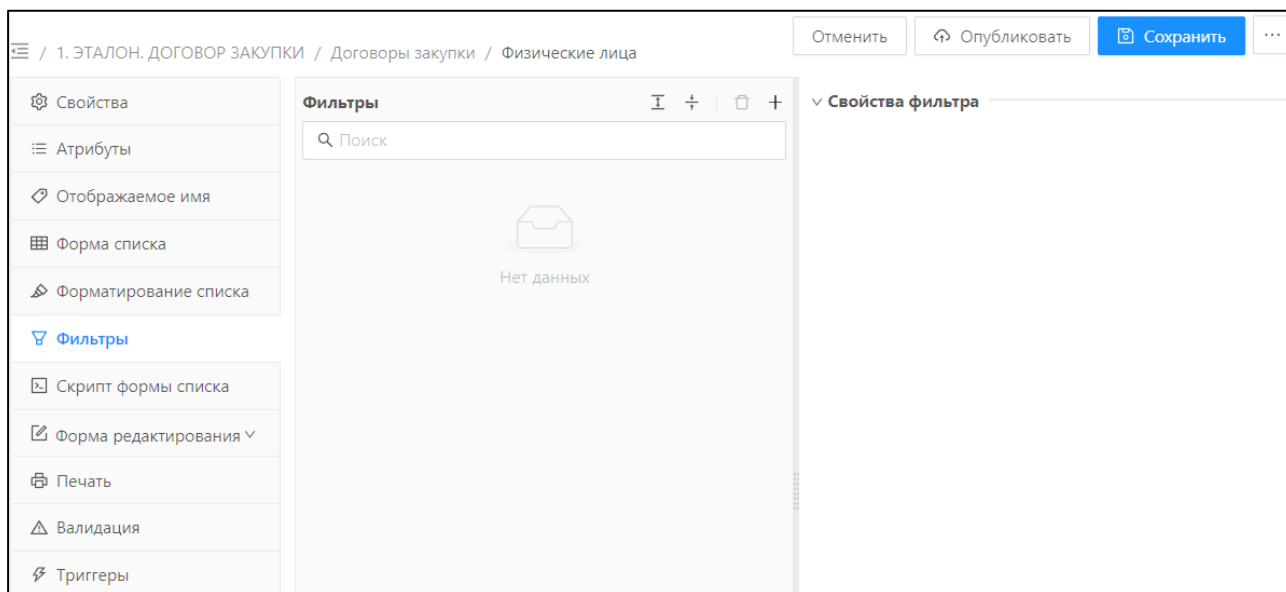 / 1. ЭТАЛОН. ДОГОВОР ЗАКУПКИ / Договоры закупки / Физические лица
Отменить
Опубликовать
Сохранить
Свойства
Атрибуты
Отображаемое имя
Форма списка
Форматирование списка
Фильтры
Скрипт формы списка
Форма редактирования
Печать
Валидация
Триггеры
Фильтры
Поиск
Нет данных
Свойства фильтра